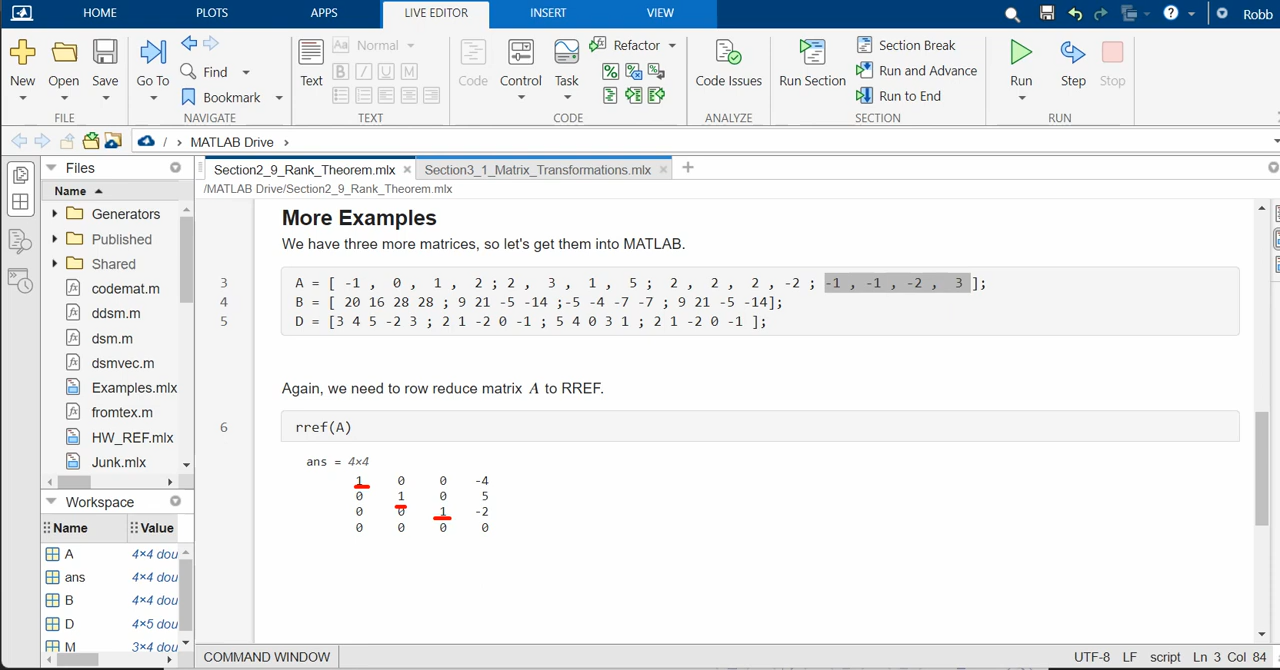 HOME PLOTS APPS LIVE EDITOR INSERT VIEW Robb
New Open Save Go To Find Bookmark
FILE NAVIGATE
Text Aa Normal B I U M
TEXT
Code Control Task Refactor
CODE
Code Issues
ANALYZE
Run Section Section Break Run and Advance Run to End
SECTION
Run Step Stop
RUN
/ › MATLAB Drive ›
Files
Name
Generators
Published
Shared
codemat.m
ddsm.m
dsm.m
dsmvec.m
Examples.mlx
fromtex.m
HW_REF.mlx
Junk.mlx
Workspace
Name Value
A 4×4 dou
ans 4×4 dou
B 4×4 dou
D 4×5 dou
M 3×4 dou
Section2_9_Rank_Theorem.mlx × Section3_1_Matrix_Transformations.mlx × +
/MATLAB Drive/Section2_9_Rank_Theorem.mlx
More Examples
We have three more matrices, so let's get them into MATLAB.
3 A = [ -1 , 0 , 1 , 2 ; 2 , 3 , 1 , 5 ; 2 , 2 , 2 , -2 ; -1 , -1 , -2 , 3 ];
4 B = [ 20 16 28 28 ; 9 21 -5 -14 ;-5 -4 -7 -7 ; 9 21 -5 -14];
5 D = [3 4 5 -2 3 ; 2 1 -2 0 -1 ; 5 4 0 3 1 ; 2 1 -2 0 -1 ];
Again, we need to row reduce matrix A to RREF.
6 rref(A)
ans = 4×4
1 0 0 -4
0 1 0 5
0 0 1 -2
0 0 0 0
COMMAND WINDOW
UTF-8 LF script Ln 3 Col 84